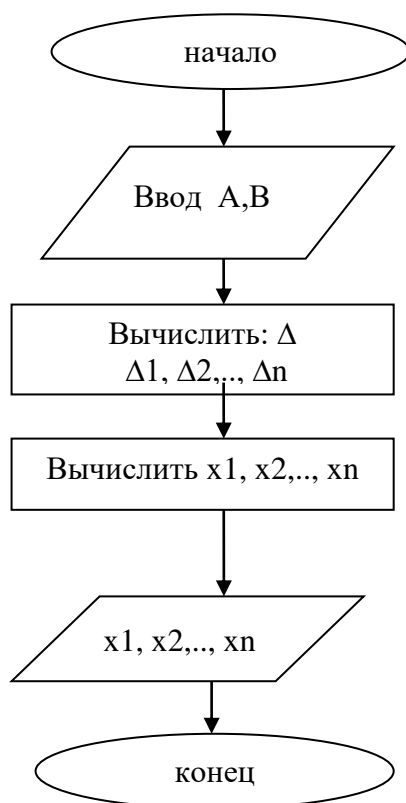 начало
Ввод A,B
Вычислить: Δ
Δ1, Δ2,.., Δn
Вычислить x1, x2,.., xn
x1, x2,.., xn
конец